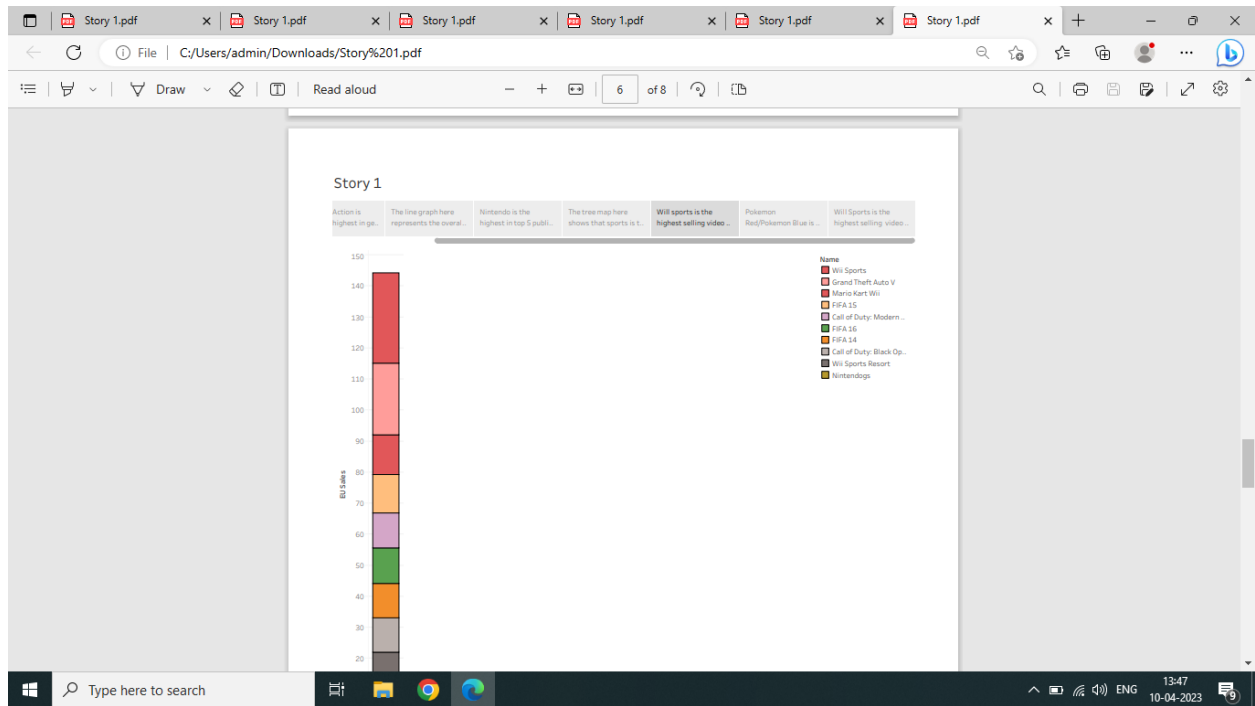 Story 1.pdf
Story 1.pdf
Story 1.pdf
Story 1.pdf
Story 1.pdf
Story 1.pdf
File
C:/Users/admin/Downloads/Story%201.pdf
Draw
Read aloud
6
of 8
Story 1
Action is
highest in ge..
The line graph here
represents the overal..
Nintendo is the
highest in top 5 publi..
The tree map here
shows that sports is t..
Will sports is the
highest selling video ..
Pokemon
Red/Pokemon Blue is ..
Will Sports is the
highest selling video ..
150
140
130
120
110
100
90
80
70
60
50
40
30
20
EU Sales
Name
Wii Sports
Grand Theft Auto V
Mario Kart Wii
FIFA 15
Call of Duty: Modern ..
FIFA 16
FIFA 14
Call of Duty: Black Op..
Wii Sports Resort
Nintendogs
Type here to search
ENG
13:47
10-04-2023
9